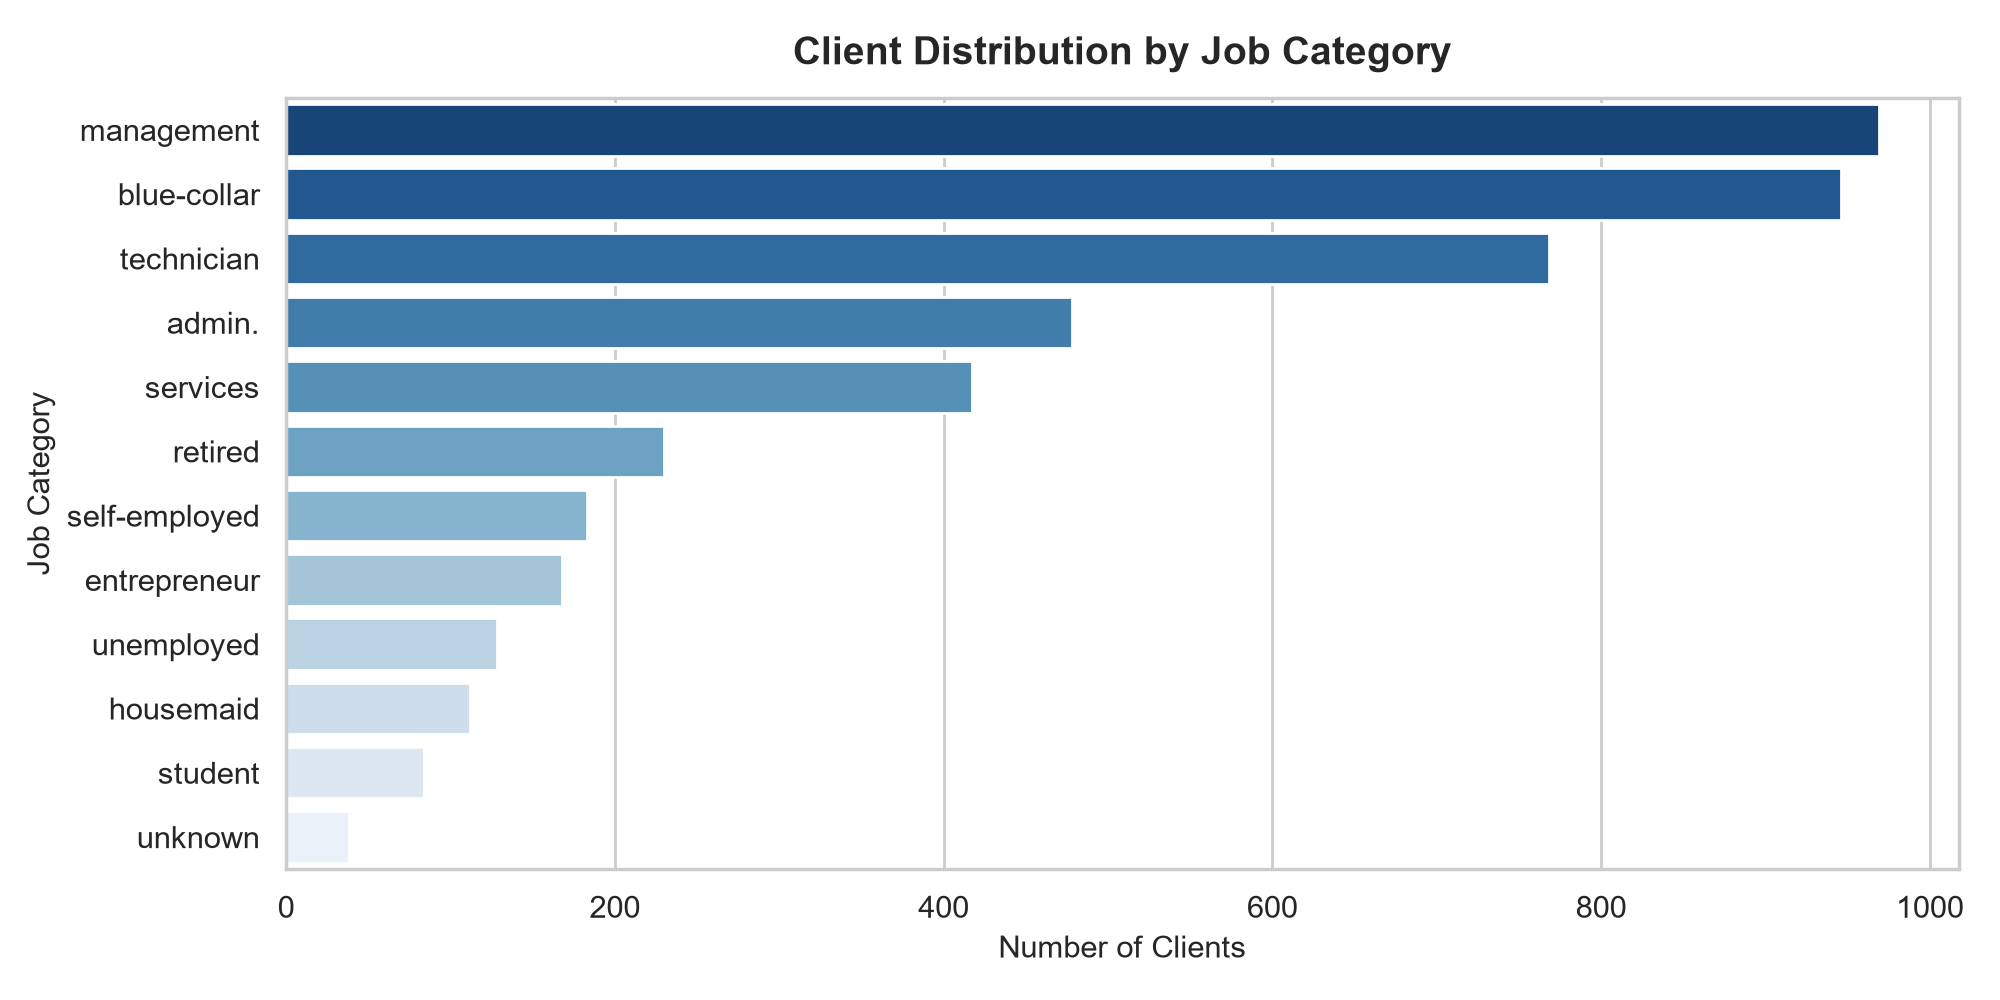 Client Distribution by Job Category
management
blue-collar
technician
admin.
services
retired
self-employed
entrepreneur
unemployed
housemaid
student
unknown
Job Category
0 200 400 600 800 1000
Number of Clients